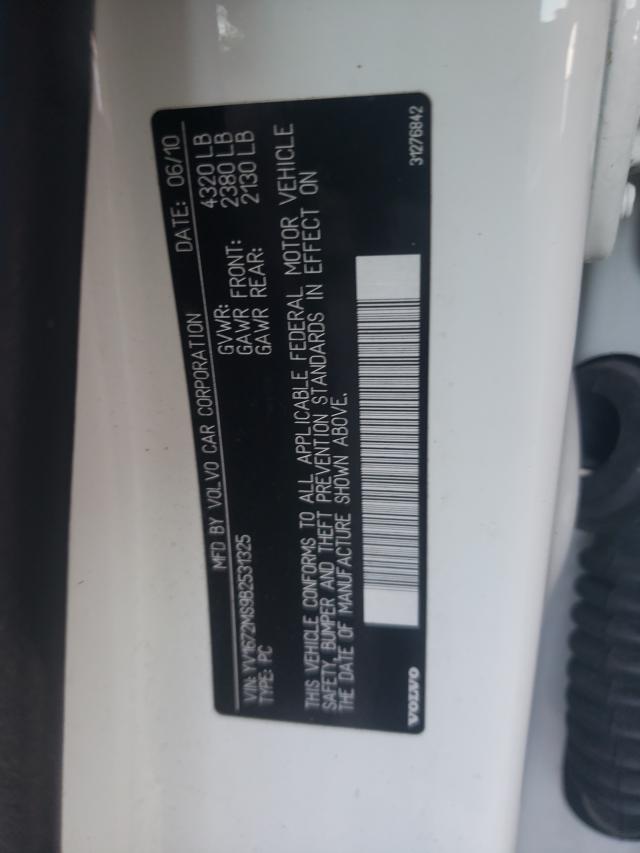 MFD BY VOLVO CAR CORPORATION DATE: 06/10
GVWR: 4320 LB
GAWR FRONT: 2380 LB
VIN: YV1672MS9B2531325 GAWR REAR: 2130 LB
TYPE: PC
THIS VEHICLE CONFORMS TO ALL APPLICABLE FEDERAL MOTOR VEHICLE
SAFETY, BUMPER AND THEFT PREVENTION STANDARDS IN EFFECT ON
THE DATE OF MANUFACTURE SHOWN ABOVE.
VOLVO 31276842